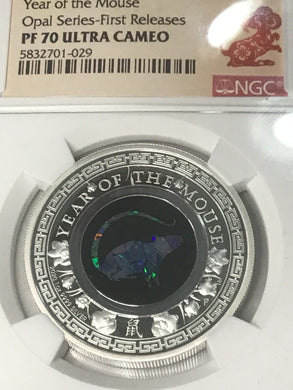 Year of the Mouse
Opal Series-First Releases
PF 70 ULTRA CAMEO
5832701-029
NGC
YEAR OF THE MOUSE
鼠